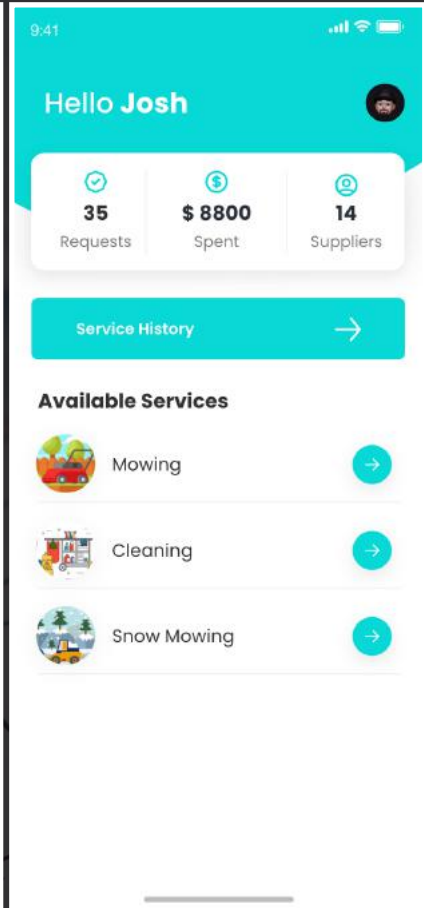 9:41
Hello Josh
35 $ 8800 14
Requests Spent Suppliers
Service History
Available Services
Mowing
Cleaning
Snow Mowing